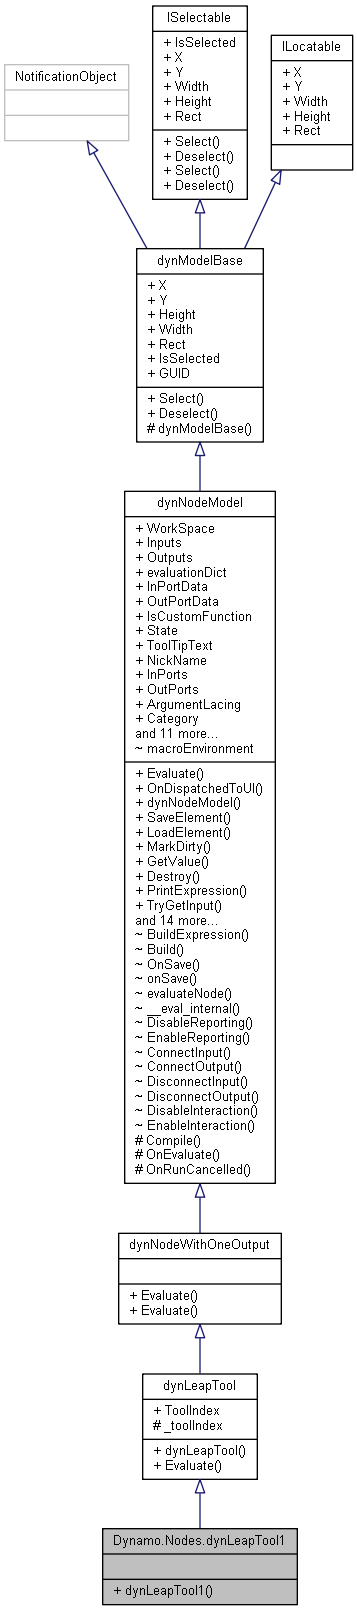 ISelectable
+ IsSelected
+ X
+ Y
+ Width
+ Height
+ Rect
+ Select()
+ Deselect()
+ Select()
+ Deselect()
ILocatable
+ X
+ Y
+ Width
+ Height
+ Rect
NotificationObject
dynModelBase
+ X
+ Y
+ Height
+ Width
+ Rect
+ IsSelected
+ GUID
+ Select()
+ Deselect()
# dynModelBase()
dynNodeModel
+ WorkSpace
+ Inputs
+ Outputs
+ evaluationDict
+ InPortData
+ OutPortData
+ IsCustomFunction
+ State
+ ToolTipText
+ NickName
+ InPorts
+ OutPorts
+ ArgumentLacing
+ Category
and 11 more...
~ macroEnvironment
+ Evaluate()
+ OnDispatchedToUI()
+ dynNodeModel()
+ SaveElement()
+ LoadElement()
+ MarkDirty()
+ GetValue()
+ Destroy()
+ PrintExpression()
+ TryGetInput()
and 14 more...
~ BuildExpression()
~ Build()
~ OnSave()
~ onSave()
~ evaluateNode()
~ __eval_internal()
~ DisableReporting()
~ EnableReporting()
~ ConnectInput()
~ ConnectOutput()
~ DisconnectInput()
~ DisconnectOutput()
~ DisableInteraction()
~ EnableInteraction()
# Compile()
# OnEvaluate()
# OnRunCancelled()
dynNodeWithOneOutput
+ Evaluate()
+ Evaluate()
dynLeapTool
+ ToolIndex
# _toolIndex
+ dynLeapTool()
+ Evaluate()
Dynamo.Nodes.dynLeapTool1
+ dynLeapTool1()